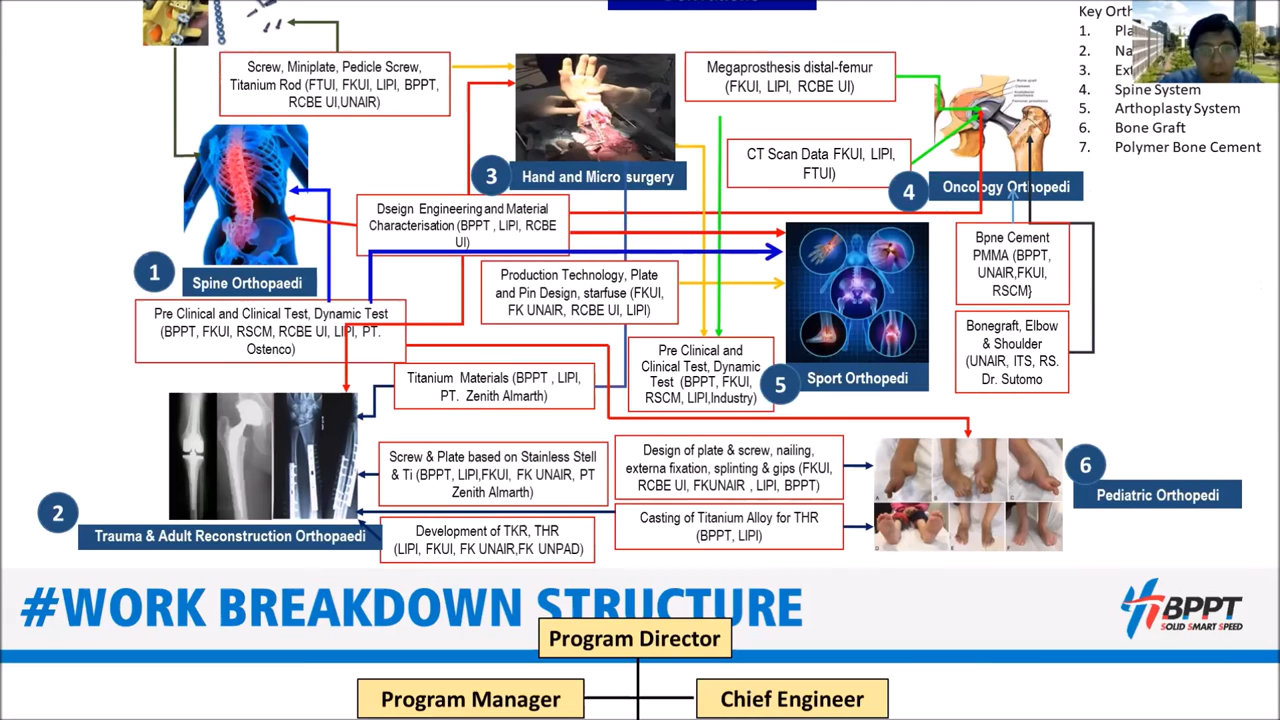 Key Orth
1. Pla
2. Na
3. Ext
4. Spine System
5. Arthoplasty System
6. Bone Graft
7. Polymer Bone Cement
Screw, Miniplate, Pedicle Screw,
Titanium Rod (FTUI, FKUI, LIPI, BPPT,
RCBE UI,UNAIR)
Megaprosthesis distal-femur
(FKUI, LIPI, RCBE UI)
CT Scan Data FKUI, LIPI,
FTUI)
3
Hand and Micro surgery
4
Oncology Orthopedi
Dseign Engineering and Material
Characterisation (BPPT , LIPI, RCBE
UI)
Bpne Cement
PMMA (BPPT,
UNAIR,FKUI,
RSCM}
1
Spine Orthopaedi
Production Technology, Plate
and Pin Design, starfuse (FKUI,
FK UNAIR, RCBE UI, LIPI)
Pre Clinical and Clinical Test, Dynamic Test
(BPPT, FKUI, RSCM, RCBE UI, LIPI, PT.
Ostenco)
Bonegraft, Elbow
& Shoulder
(UNAIR, ITS, RS.
Dr. Sutomo
Pre Clinical and
Clinical Test, Dynamic
Test (BPPT, FKUI,
RSCM, LIPI,Industry)
5
Sport Orthopedi
Titanium Materials (BPPT , LIPI,
PT. Zenith Almarth)
Screw & Plate based on Stainless Stell
& Ti (BPPT, LIPI,FKUI, FK UNAIR, PT
Zenith Almarth)
Design of plate & screw, nailing,
externa fixation, splinting & gips (FKUI,
RCBE UI, FKUNAIR , LIPI, BPPT)
A B C
D E F
6
Pediatric Orthopedi
2
Trauma & Adult Reconstruction Orthopaedi
Development of TKR, THR
(LIPI, FKUI, FK UNAIR,FK UNPAD)
Casting of Titanium Alloy for THR
(BPPT, LIPI)
#WORK BREAKDOWN STRUCTURE
BPPT
SOLID SMART SPEED
Program Director
Program Manager
Chief Engineer